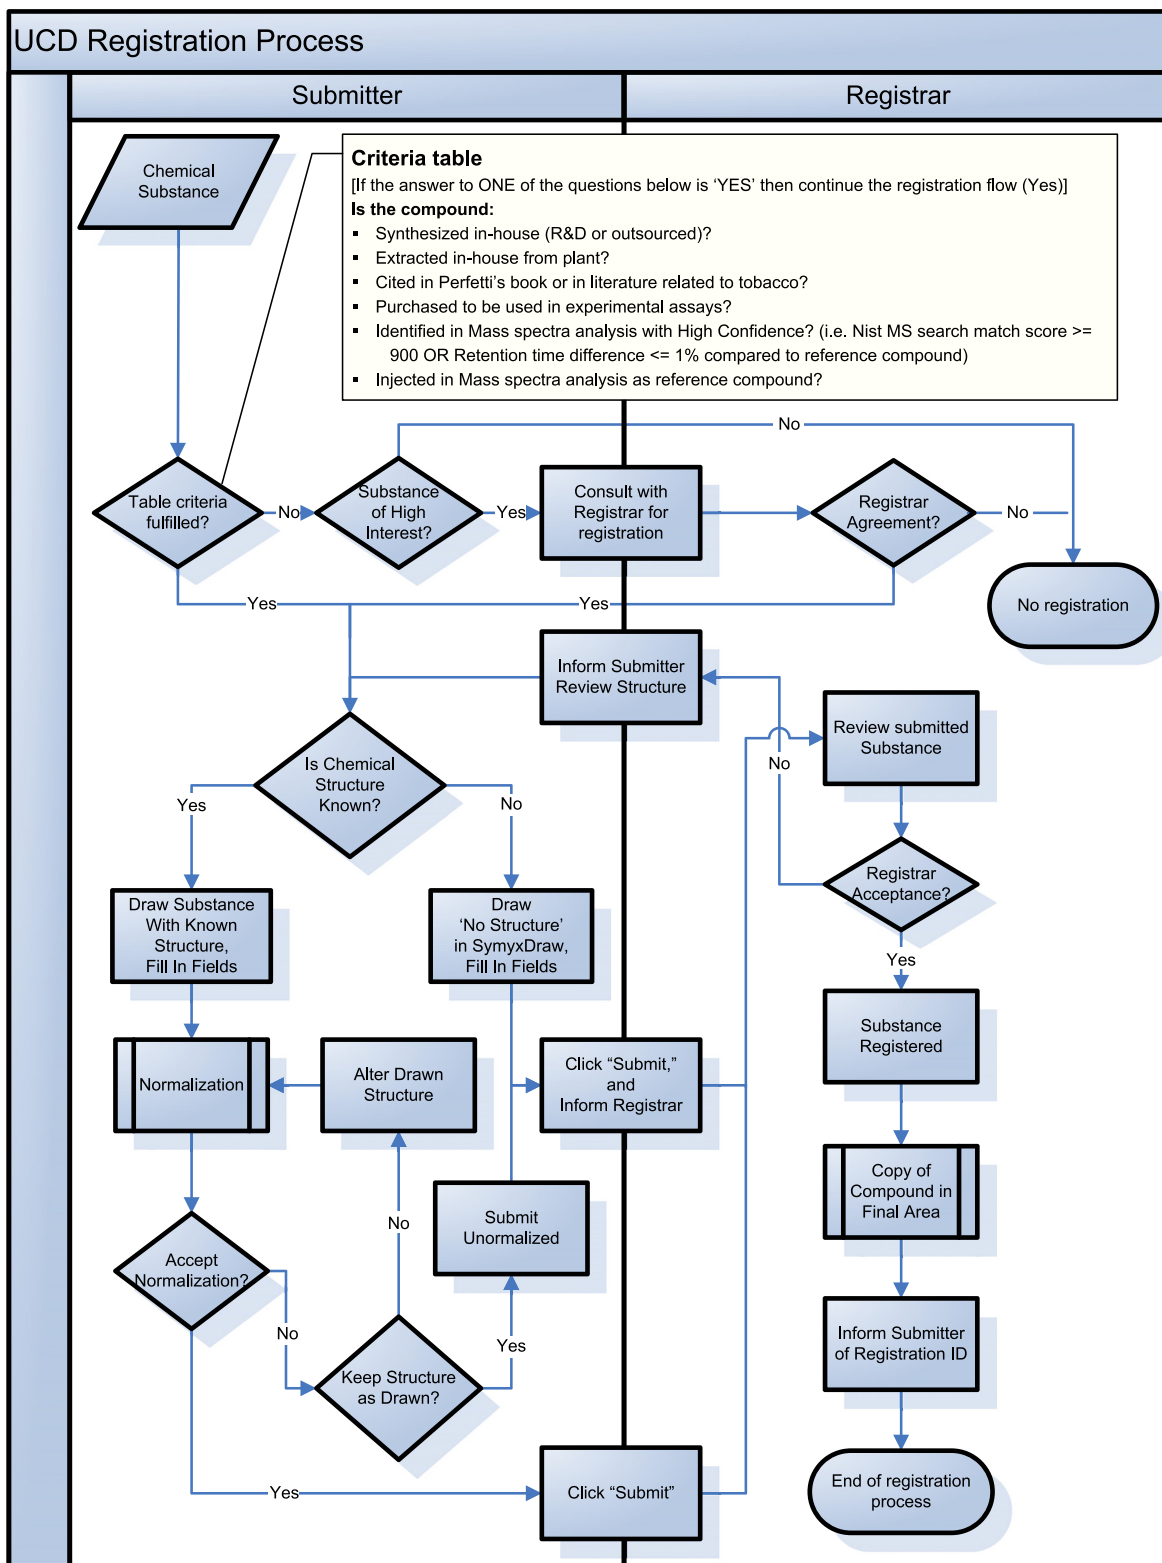 UCD Registration Process
Submitter
Registrar
Chemical
Substance
Criteria table
[If the answer to ONE of the questions below is ‘YES’ then continue the registration flow (Yes)]
Is the compound:
▪ Synthesized in-house (R&D or outsourced)?
▪ Extracted in-house from plant?
▪ Cited in Perfetti’s book or in literature related to tobacco?
▪ Purchased to be used in experimental assays?
▪ Identified in Mass spectra analysis with High Confidence? (i.e. Nist MS search match score >=
900 OR Retention time difference <= 1% compared to reference compound)
▪ Injected in Mass spectra analysis as reference compound?
No
Table criteria
fulfilled?
No
Substance
of High
Interest?
Yes
Consult with
Registrar for
registration
Registrar
Agreement?
No
No registration
Yes
Yes
Inform Submitter
Review Structure
Review submitted
Substance
No
Is Chemical
Structure
Known?
Yes
No
Registrar
Acceptance?
Yes
Draw Substance
With Known
Structure,
Fill In Fields
Draw
‘No Structure’
in SymyxDraw,
Fill In Fields
Substance
Registered
Normalization
Alter Drawn
Structure
Click “Submit,”
and
Inform Registrar
Copy of
Compound in
Final Area
No
Submit
Unormalized
Accept
Normalization?
No
Yes
Keep Structure
as Drawn?
Inform Submitter
of Registration ID
Yes
Click “Submit”
End of registration
process